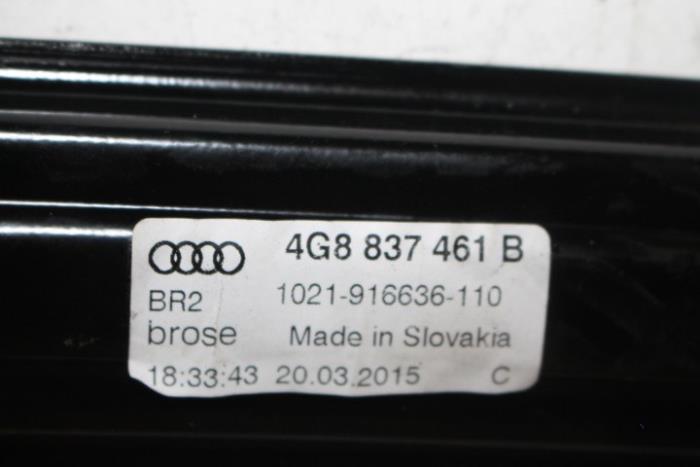 4G8 837 461 B
BR2 1021-916636-110
brose Made in Slovakia
18:33:43 20.03.2015 C